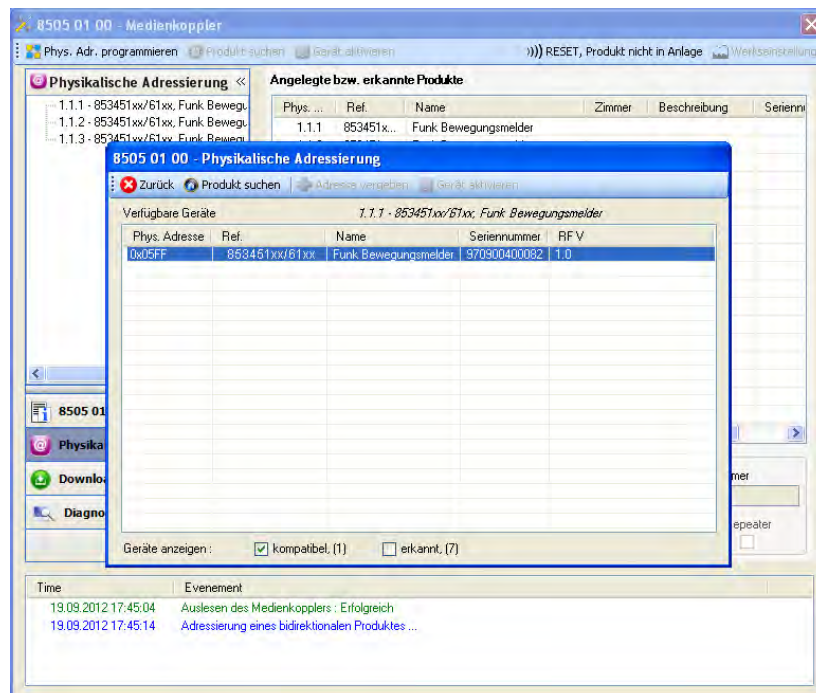 8505 01 00 - Medienkoppler
Phys. Adr. programmieren Produkt suchen Gerät aktivieren RESET, Produkt nicht in Anlage Werkseinstellung
Physikalische Adressierung «
1.1.1 - 853451xx/61xx, Funk Bewegu
1.1.2 - 853451xx/61xx, Funk Bewegu
1.1.3 - 853451xx/61xx, Funk Bewegu
Angelegte bzw. erkannte Produkte
Phys. ... Ref. Name Zimmer Beschreibung Serienn
1.1.1 853451x... Funk Bewegungsmelder
8505 01 00 - Physikalische Adressierung
Zurück Produkt suchen Adresse vergeben Gerät aktivieren
Verfügbare Geräte 1.1.1 - 853451xx/61xx, Funk Bewegungsmelder
Phys. Adresse Ref. Name Seriennummer RF V
0x05FF 853451xx/61xx Funk Bewegungsmelder 970900400082 1.0
Geräte anzeigen : kompatibel, (1) erkannt, (7)
8505 01
Physika
Downloa
Diagno
mer
epeater
Time Evenement
19.09.2012 17:45:04 Auslesen des Medienkopplers : Erfolgreich
19.09.2012 17:45:14 Adressierung eines bidirektionalen Produktes ...